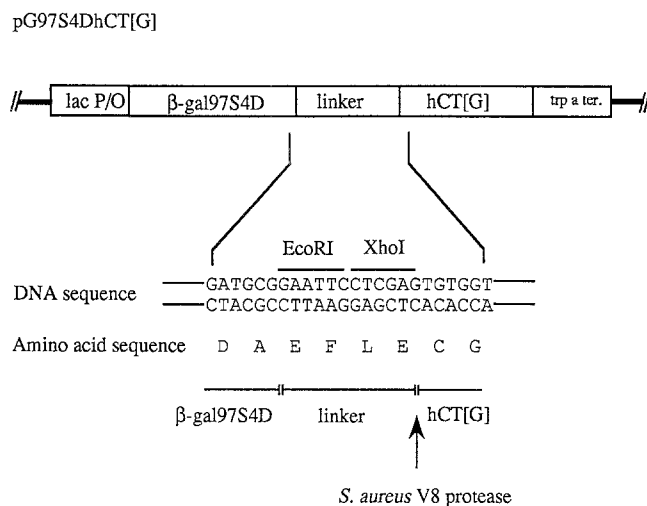 pG97S4DhCT[G]
lac P/O β-gal97S4D linker hCT[G] trp a ter.
EcoRI XhoI
DNA sequence
GATGCGGAATTCCTCGAGTGTGGT
CTACGCCTTAAGGAGCTCACACCA
Amino acid sequence D A E F L E C G
β-gal97S4D linker hCT[G]
S. aureus V8 protease